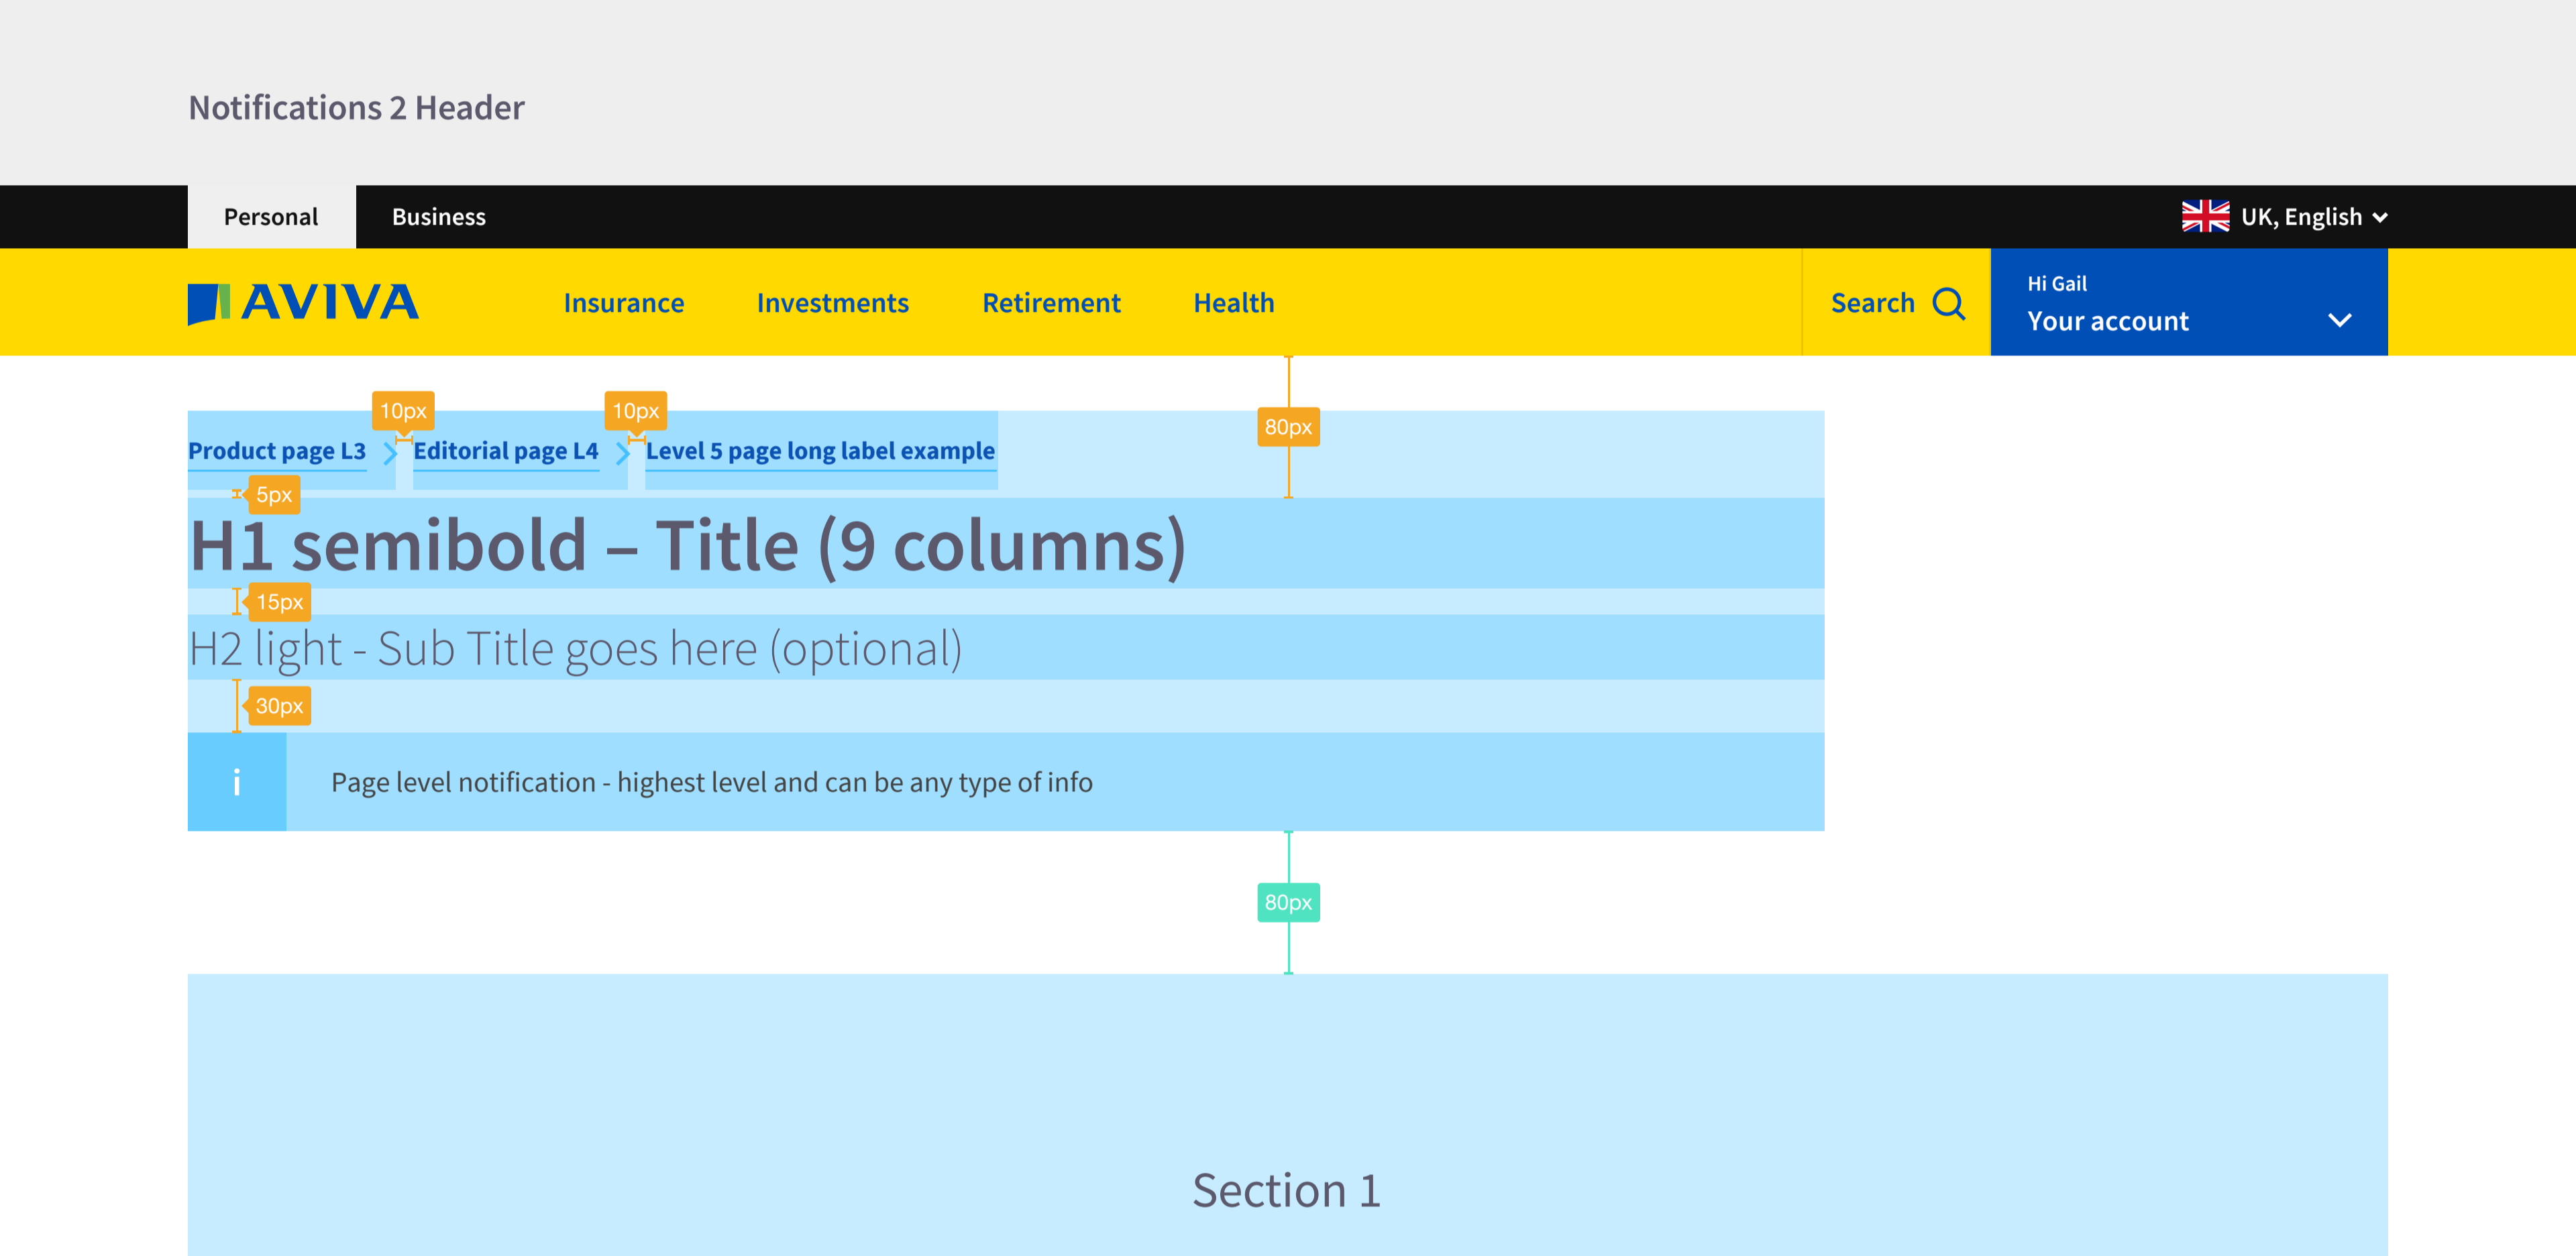 Notifications 2 Header
Personal Business UK, English
AVIVA Insurance Investments Retirement Health Search Hi Gail
Your account
10px 10px 80px
Product page L3 Editorial page L4 Level 5 page long label example
5px
H1 semibold – Title (9 columns)
15px
H2 light - Sub Title goes here (optional)
30px
i Page level notification - highest level and can be any type of info
80px
Section 1